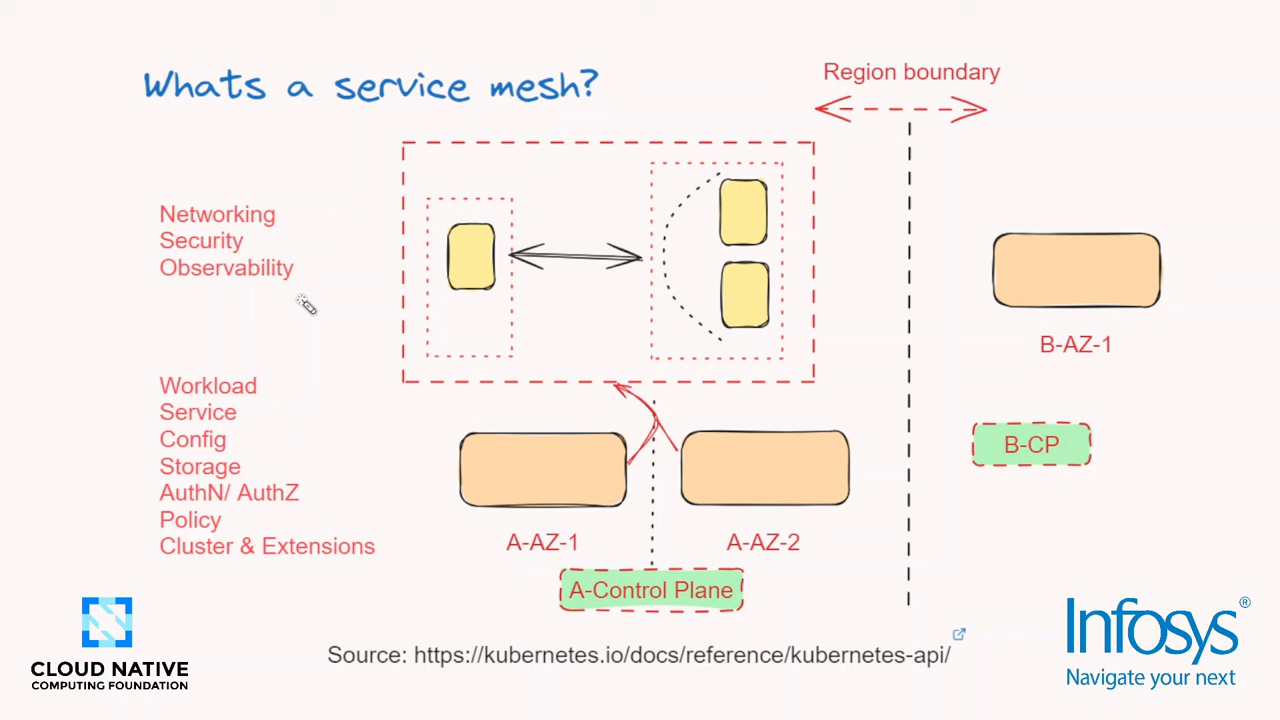 Whats a service mesh?
Region boundary
Networking
Security
Observability
B-AZ-1
Workload
Service
Config
Storage
AuthN/ AuthZ
Policy
Cluster & Extensions
B-CP
A-AZ-1
A-AZ-2
A-Control Plane
CLOUD NATIVE
COMPUTING FOUNDATION
Source: https://kubernetes.io/docs/reference/kubernetes-api/
Infosys®
Navigate your next